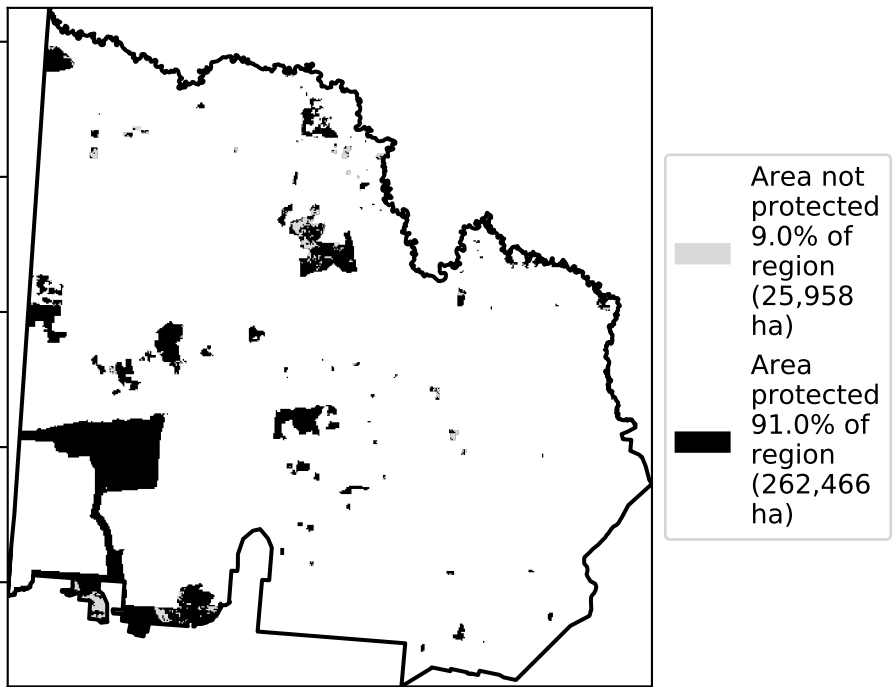 Area not
protected
9.0% of
region
(25,958
ha)
Area
protected
91.0% of
region
(262,466
ha)